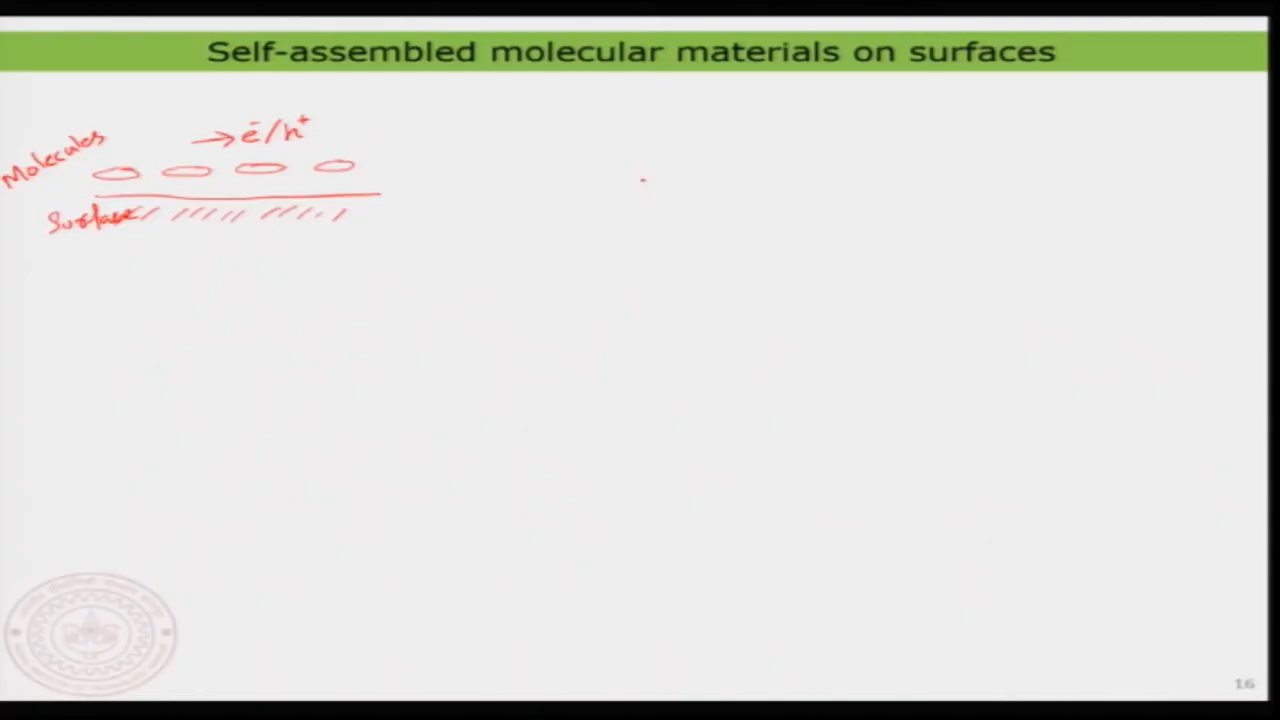 Self-assembled molecular materials on surfaces
Molecules
→ e⁻/h⁺
Surface
16